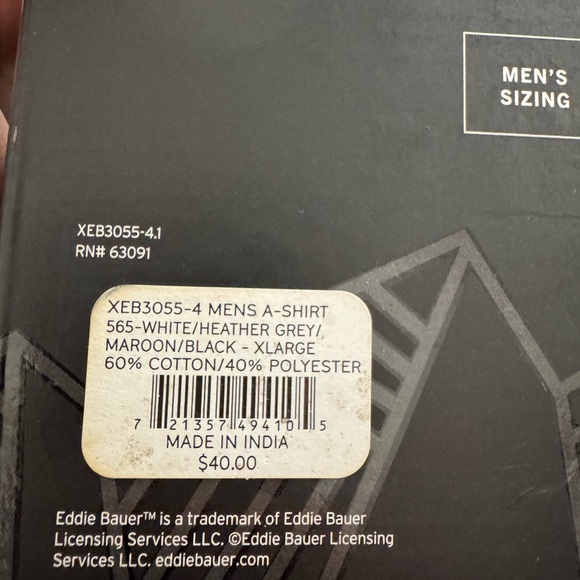 MEN'S
SIZING
XEB3055-4.1
RN# 63091
XEB3055-4 MENS A-SHIRT
565-WHITE/HEATHER GREY/
MAROON/BLACK - XLARGE
60% COTTON/40% POLYESTER
7 21357 49410 5
MADE IN INDIA
$40.00
Eddie Bauer™ is a trademark of Eddie Bauer
Licensing Services LLC. ©Eddie Bauer Licensing
Services LLC. eddiebauer.com